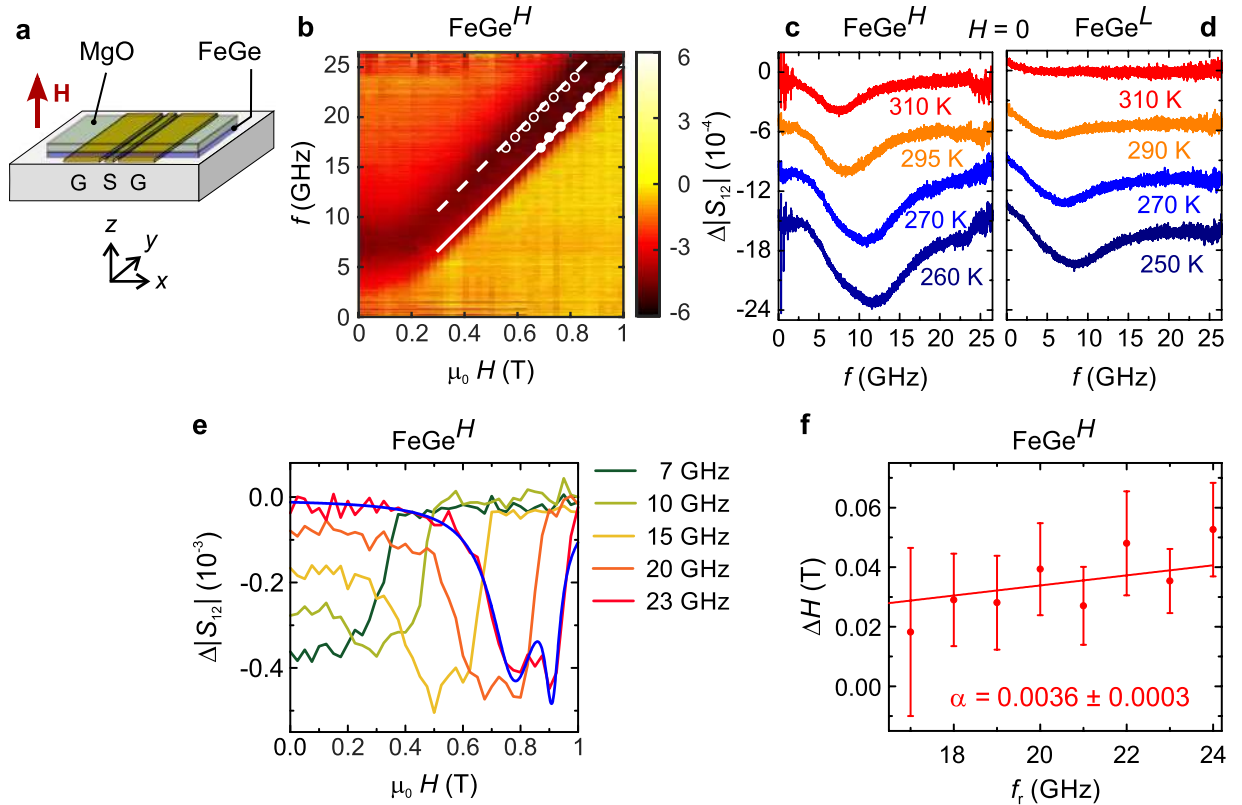 a
MgO
FeGe
H
G S G
z
y
x
b
FeGe^H
f (GHz)
25
20
15
10
5
0
0
0.2
0.4
0.6
0.8
1
μ₀ H (T)
6
3
0
-3
-6
c
FeGe^H
H = 0
FeGe^L
d
Δ|S₁₂| (10⁻⁴)
0
-6
-12
-18
-24
310 K
295 K
270 K
260 K
0 5 10 15 20 25
f (GHz)
310 K
290 K
270 K
250 K
0 5 10 15 20 25
f (GHz)
e
FeGe^H
Δ|S₁₂| (10⁻³)
0.0
-0.2
-0.4
0.0 0.2 0.4 0.6 0.8 1
μ₀ H (T)
7 GHz
10 GHz
15 GHz
20 GHz
23 GHz
f
FeGe^H
ΔH (T)
0.06
0.04
0.02
0.00
α = 0.0036 ± 0.0003
18 20 22 24
fᵣ (GHz)